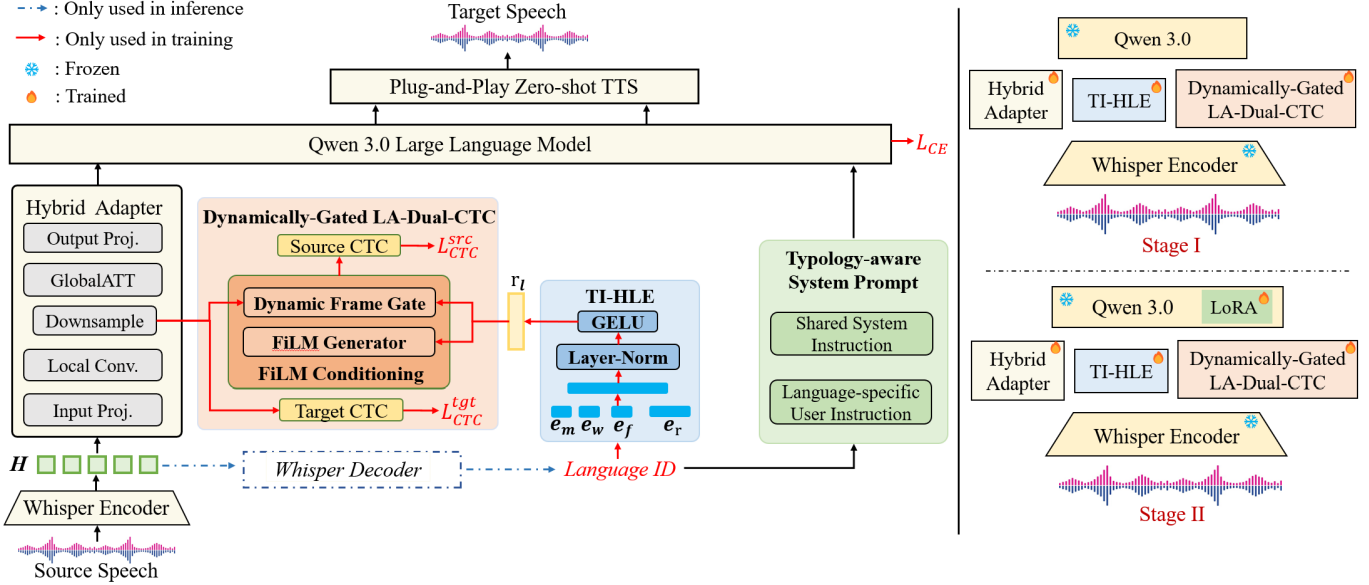 : Only used in inference
: Only used in training
: Frozen
: Trained
Target Speech
Plug-and-Play Zero-shot TTS
Qwen 3.0 Large Language Model
L_CE
Hybrid Adapter
Output Proj.
GlobalATT
Downsample
Local Conv.
Input Proj.
H
Whisper Encoder
Source Speech
Dynamically-Gated LA-Dual-CTC
Source CTC
L_CTC^src
Dynamic Frame Gate
FiLM Generator
FiLM Conditioning
Target CTC
L_CTC^tgt
Whisper Decoder
r_l
TI-HLE
GELU
Layer-Norm
e_m e_w e_f e_r
Language ID
Typology-aware
System Prompt
Shared System
Instruction
Language-specific
User Instruction
Qwen 3.0
Hybrid
Adapter
TI-HLE
Dynamically-Gated
LA-Dual-CTC
Whisper Encoder
Stage I
Qwen 3.0
LoRA
Hybrid
Adapter
TI-HLE
Dynamically-Gated
LA-Dual-CTC
Whisper Encoder
Stage II